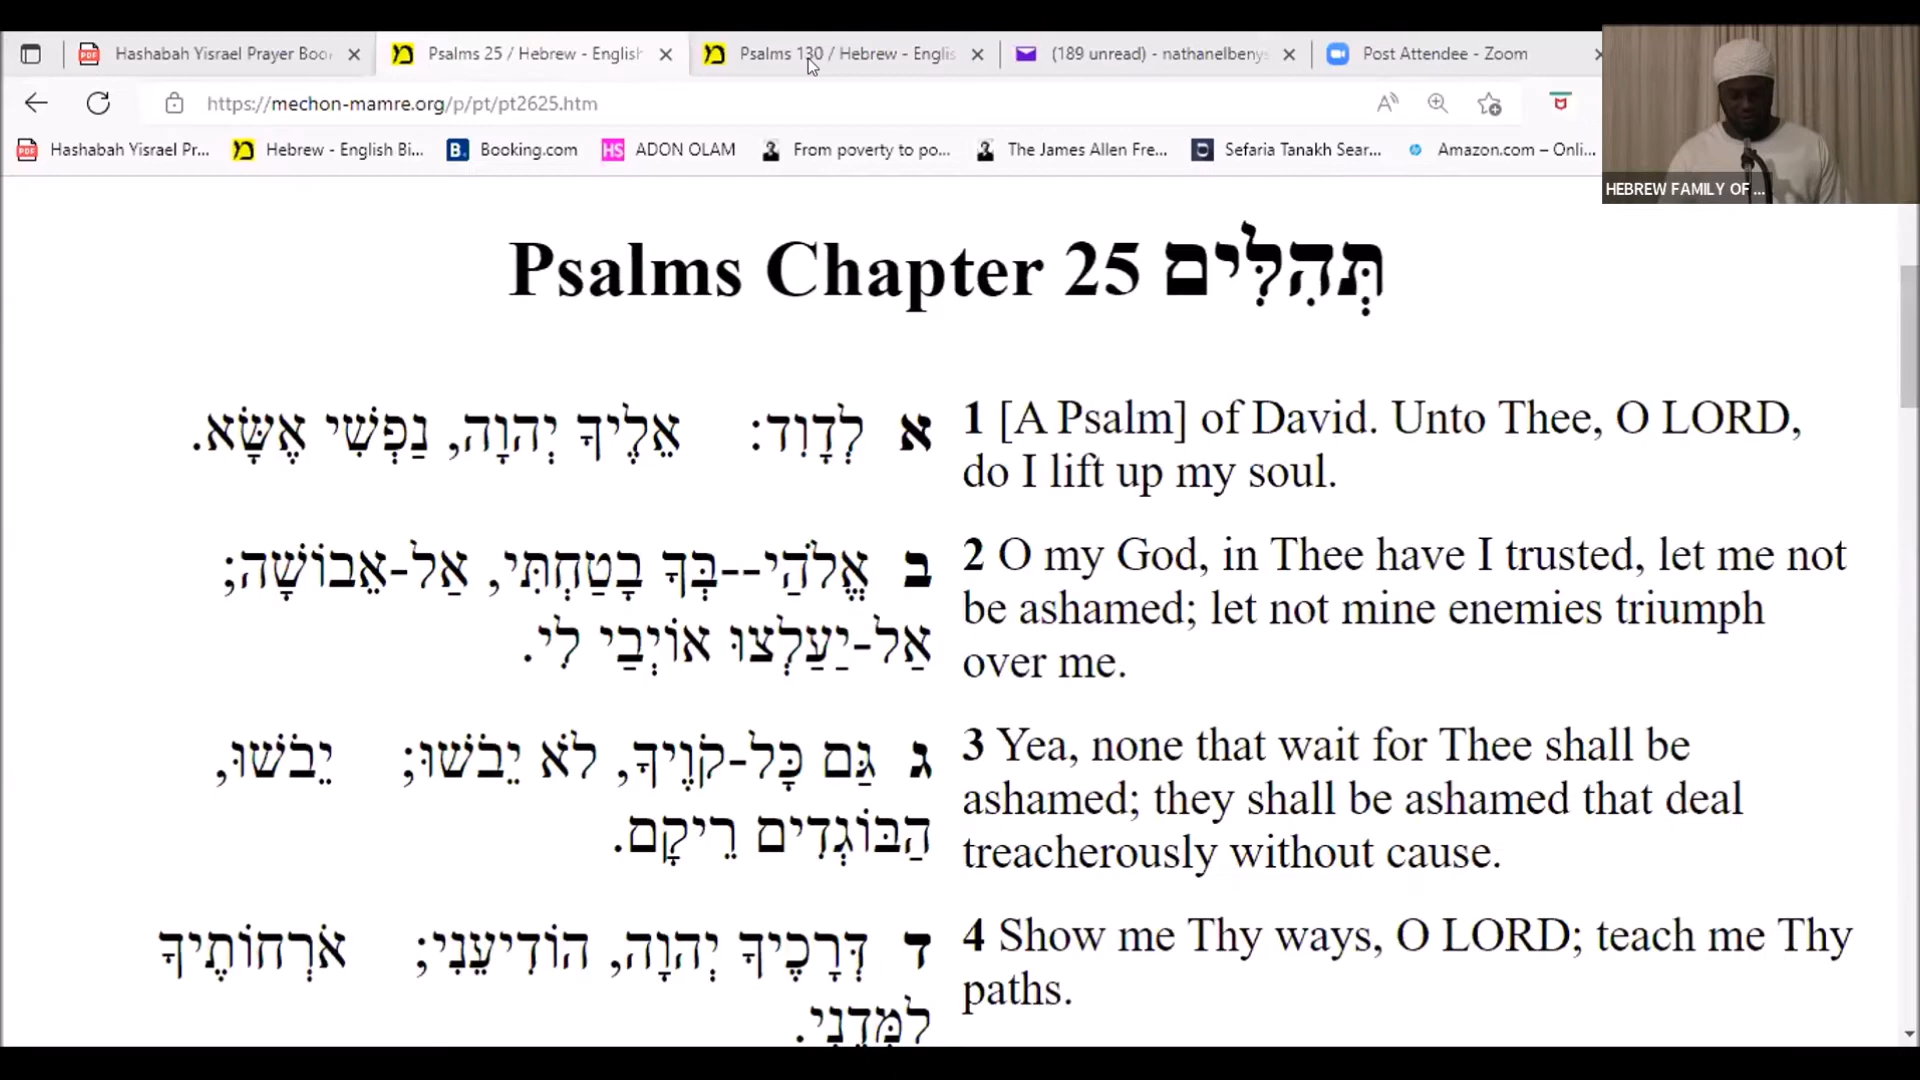 Hashabah Yisrael Prayer Boo
Psalms 25 / Hebrew - English
Psalms 130 / Hebrew - Englis
(189 unread) - nathanelbenys
Post Attendee - Zoom
https://mechon-mamre.org/p/pt/pt2625.htm
Hashabah Yisrael Pr...
Hebrew - English Bi...
Booking.com
ADON OLAM
From poverty to po...
The James Allen Fre...
Sefaria Tanakh Sear...
Amazon.com – Onli...
HEBREW FAMILY OF ...
Psalms Chapter 25 תְּהִלִּים
א לְדָוִד: אֵלֶיךָ יְהוָה, נַפְשִׁי אֶשָּׂא.
1 [A Psalm] of David. Unto Thee, O LORD,
do I lift up my soul.
ב אֱלֹהַי--בְּךָ בָטַחְתִּי, אַל-אֵבוֹשָׁה;
אַל-יַעַלְצוּ אוֹיְבַי לִי.
2 O my God, in Thee have I trusted, let me not
be ashamed; let not mine enemies triumph
over me.
ג גַּם כָּל-קֹוֶיךָ, לֹא יֵבֹשׁוּ; יֵבֹשׁוּ,
הַבּוֹגְדִים רֵיקָם.
3 Yea, none that wait for Thee shall be
ashamed; they shall be ashamed that deal
treacherously without cause.
ד דְּרָכֶיךָ יְהוָה, הוֹדִיעֵנִי; אֹרְחוֹתֶיךָ
לַמְּדֵנִי.
4 Show me Thy ways, O LORD; teach me Thy
paths.